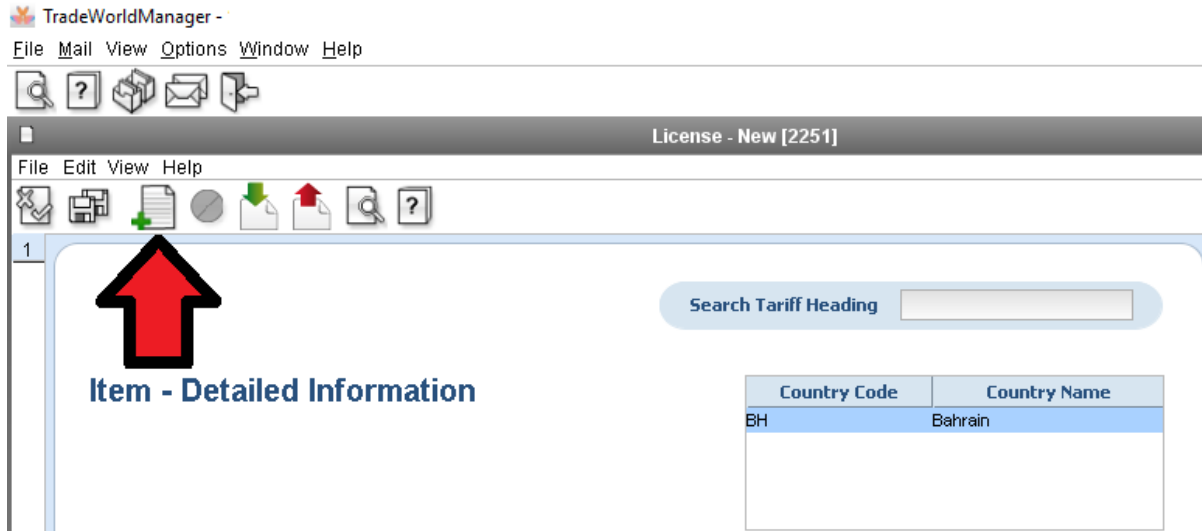 TradeWorldManager -
File Mail View Options Window Help
?
License - New [2251]
File Edit View Help
?
1
Search Tariff Heading
Item - Detailed Information
Country Code Country Name
BH Bahrain